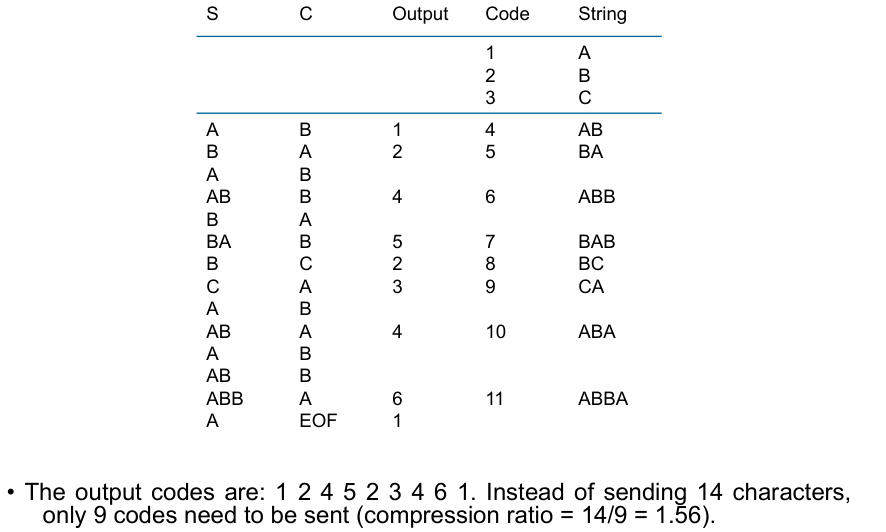 S C Output Code String
1 A
2 B
3 C
A B 1 4 AB
B A 2 5 BA
A B
AB B 4 6 ABB
B A
BA B 5 7 BAB
B C 2 8 BC
C A 3 9 CA
A B
AB A 4 10 ABA
A B
AB B
ABB A 6 11 ABBA
A EOF 1
• The output codes are: 1 2 4 5 2 3 4 6 1. Instead of sending 14 characters,
only 9 codes need to be sent (compression ratio = 14/9 = 1.56).